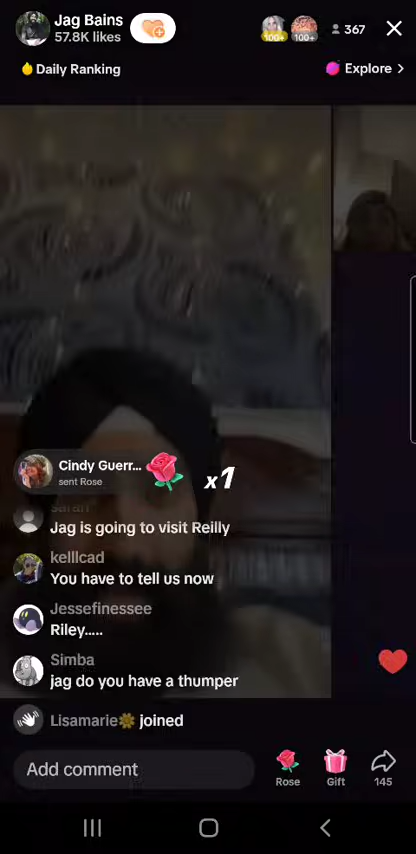 Jag Bains
57.8K likes
100+
100+
367
Daily Ranking
Explore >
Cindy Guerr...
sent Rose
x1
sarah
Jag is going to visit Reilly
kelllcad
You have to tell us now
Jessefinessee
Riley.....
Simba
jag do you have a thumper
Lisamarie🌼 joined
Add comment
Rose
Gift
145